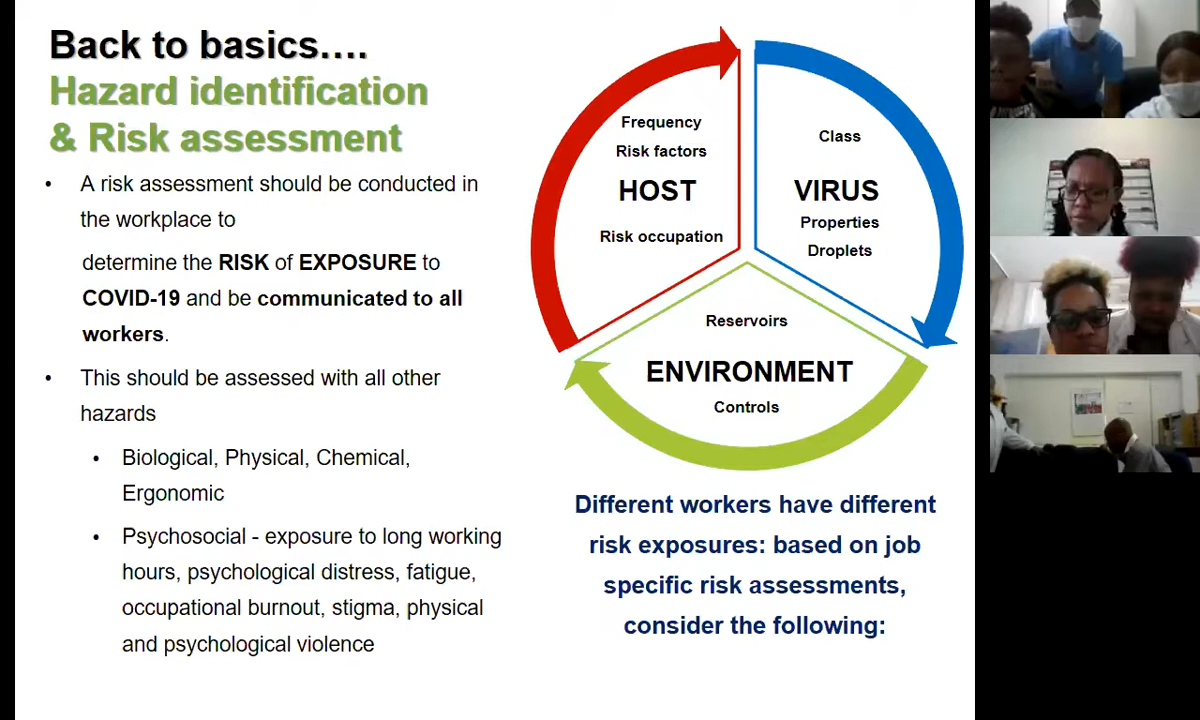 Back to basics….
Hazard identification
& Risk assessment
• A risk assessment should be conducted in
the workplace to
determine the RISK of EXPOSURE to
COVID-19 and be communicated to all
workers.
• This should be assessed with all other
hazards
• Biological, Physical, Chemical,
Ergonomic
• Psychosocial - exposure to long working
hours, psychological distress, fatigue,
occupational burnout, stigma, physical
and psychological violence
Frequency
Risk factors
HOST
Risk occupation
Class
VIRUS
Properties
Droplets
Reservoirs
ENVIRONMENT
Controls
Different workers have different
risk exposures: based on job
specific risk assessments,
consider the following: